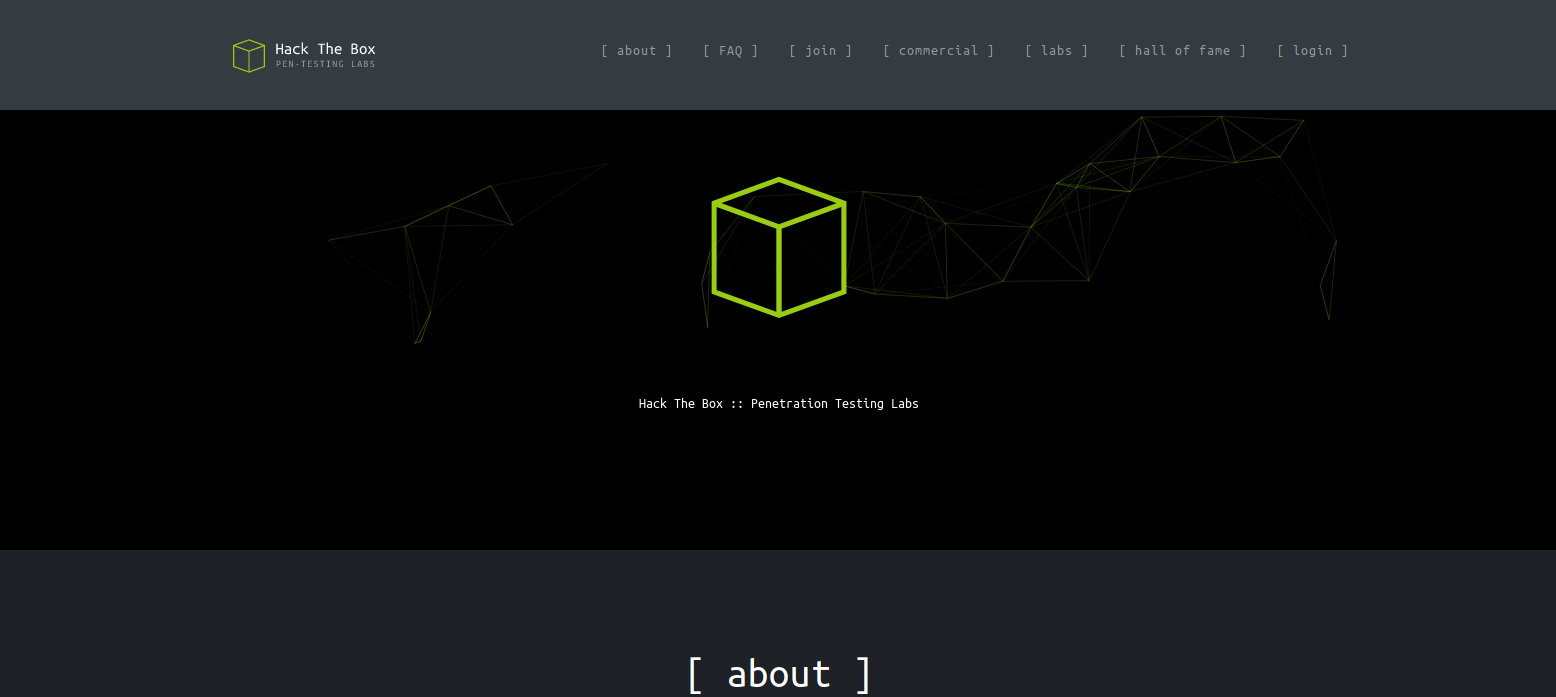 Hack The Box
PEN-TESTING LABS
[ about ] [ FAQ ] [ join ] [ commercial ] [ labs ] [ hall of fame ] [ login ]
Hack The Box :: Penetration Testing Labs
[ about ]